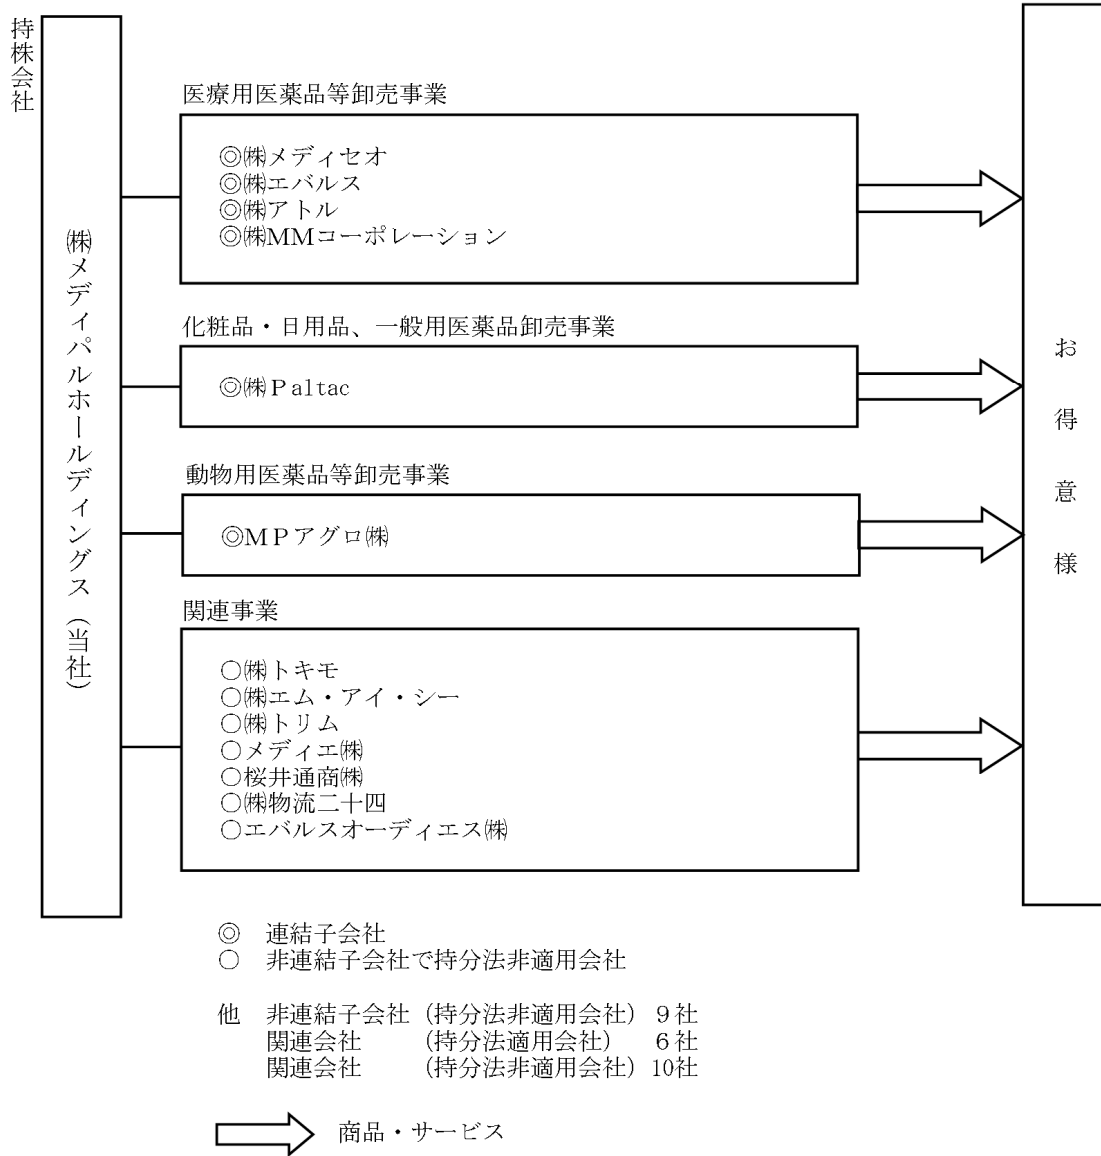 持株会社
㈱メディパルホールディングス(当社)
医療用医薬品等卸売事業
◎㈱メディセオ
◎㈱エバルス
◎㈱アトル
◎㈱MMコーポレーション
化粧品・日用品、一般用医薬品卸売事業
◎㈱Paltac
動物用医薬品等卸売事業
◎MPアグロ㈱
関連事業
○㈱トキモ
○㈱エム・アイ・シー
○㈱トリム
○メディエ㈱
○桜井通商㈱
○㈱物流二十四
○エバルスオーディエス㈱
お得意様
◎ 連結子会社
○ 非連結子会社で持分法非適用会社
他 非連結子会社(持分法非適用会社) 9社
関連会社 (持分法適用会社) 6社
関連会社 (持分法非適用会社) 10社
商品・サービス